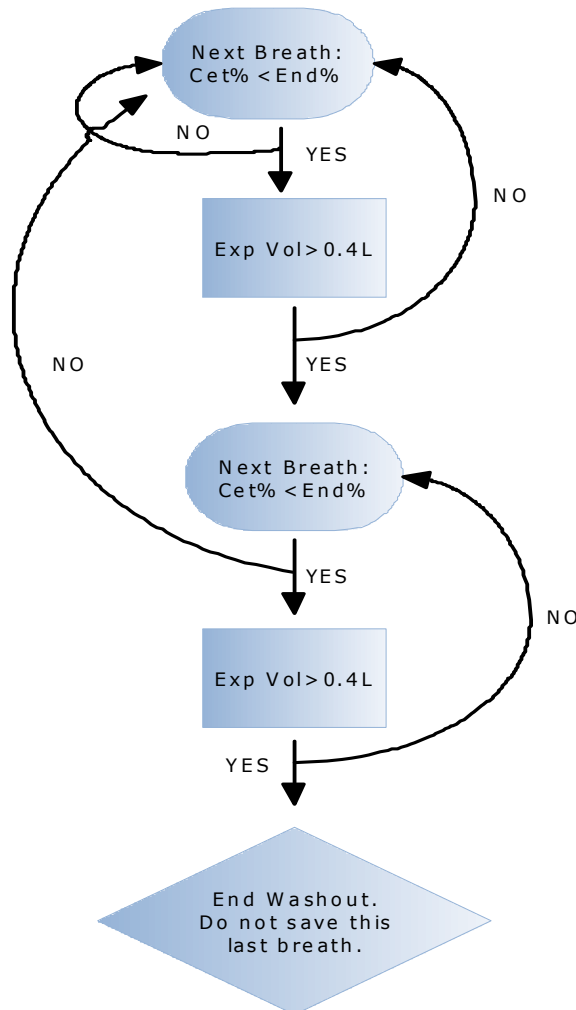 Next Breath:
Cet% <End%
NO
YES
NO
Exp Vol>0.4L
YES
NO
Next Breath:
Cet% <End%
YES
NO
Exp Vol>0.4L
YES
End Washout.
Do not save this
last breath.